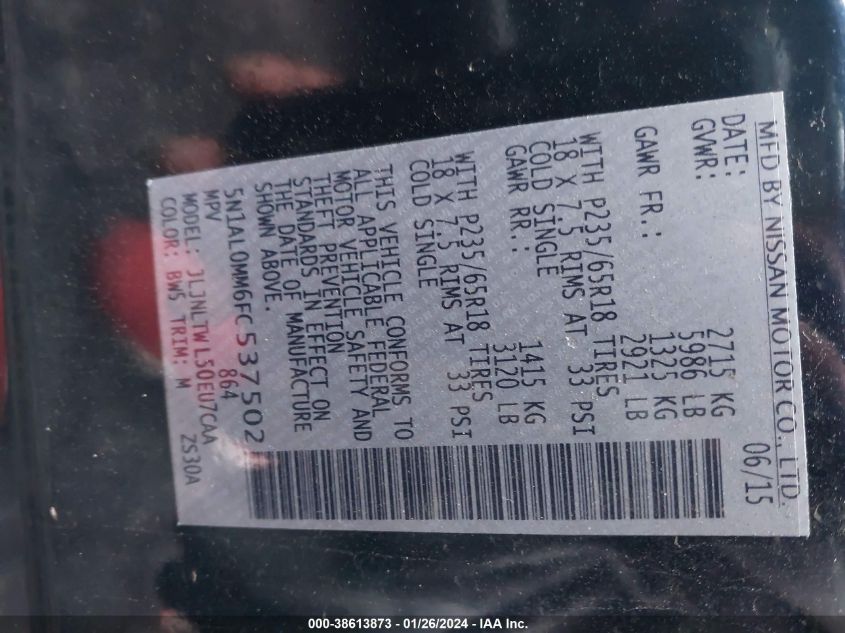 MFD BY NISSAN MOTOR CO., LTD.
DATE: 06/15
GVWR: 2715 KG
5986 LB
GAWR FR.: 1325 KG
2921 LB
WITH P235/65R18 TIRES
18 X 7.5 RIMS AT 33 PSI
COLD SINGLE
GAWR RR.: 1415 KG
3120 LB
WITH P235/65R18 TIRES
18 X 7.5 RIMS AT 33 PSI
COLD SINGLE
THIS VEHICLE CONFORMS TO
ALL APPLICABLE FEDERAL
MOTOR VEHICLE SAFETY AND
THEFT PREVENTION
STANDARDS IN EFFECT ON
THE DATE OF MANUFACTURE
SHOWN ABOVE.
5N1AL0MM6FC537502
MPV 864
MODEL: JLJNLTWL50EU7CAA
COLOR: BW5 TRIM: M ZS30A
000-38613873 - 01/26/2024 - IAA Inc.